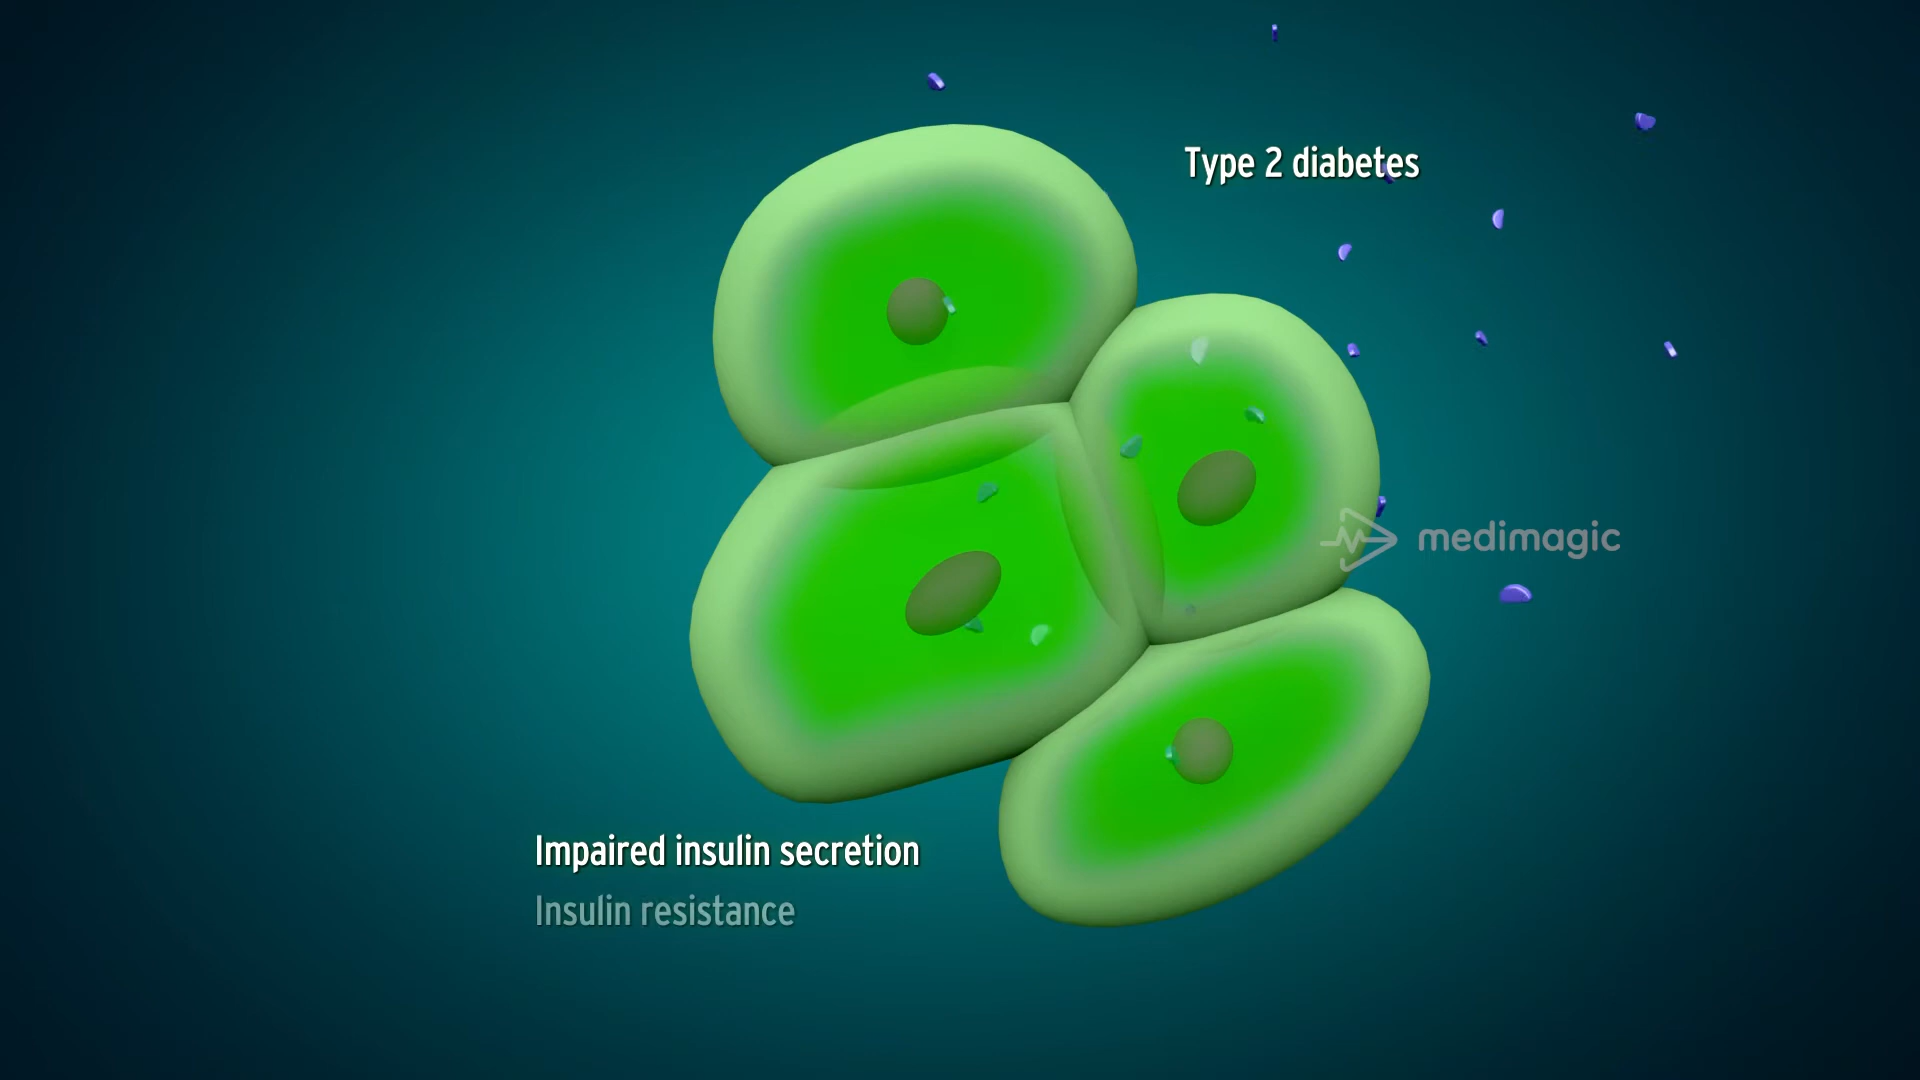 Type 2 diabetes
medimagic
Impaired insulin secretion
Insulin resistance